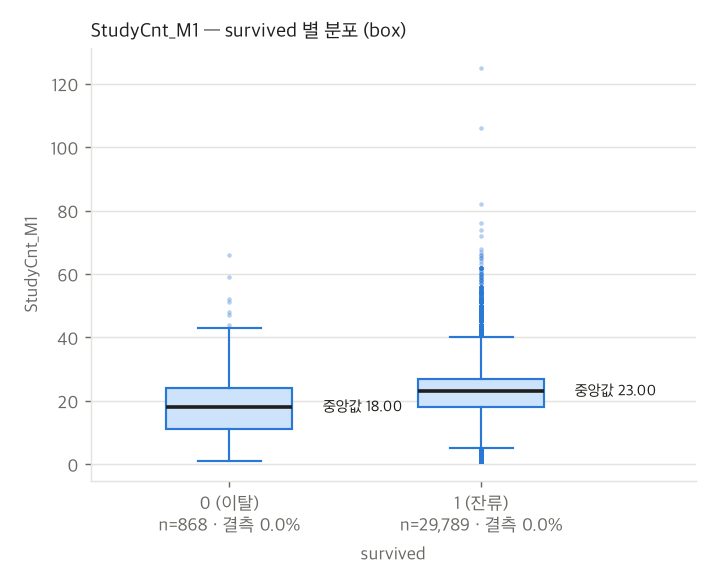 StudyCnt_M1 — survived 별 분포 (box)
120
100
80
60
40
20
0
StudyCnt_M1
중앙값 18.00
중앙값 23.00
0 (이탈)
n=868 · 결측 0.0%
1 (잔류)
n=29,789 · 결측 0.0%
survived